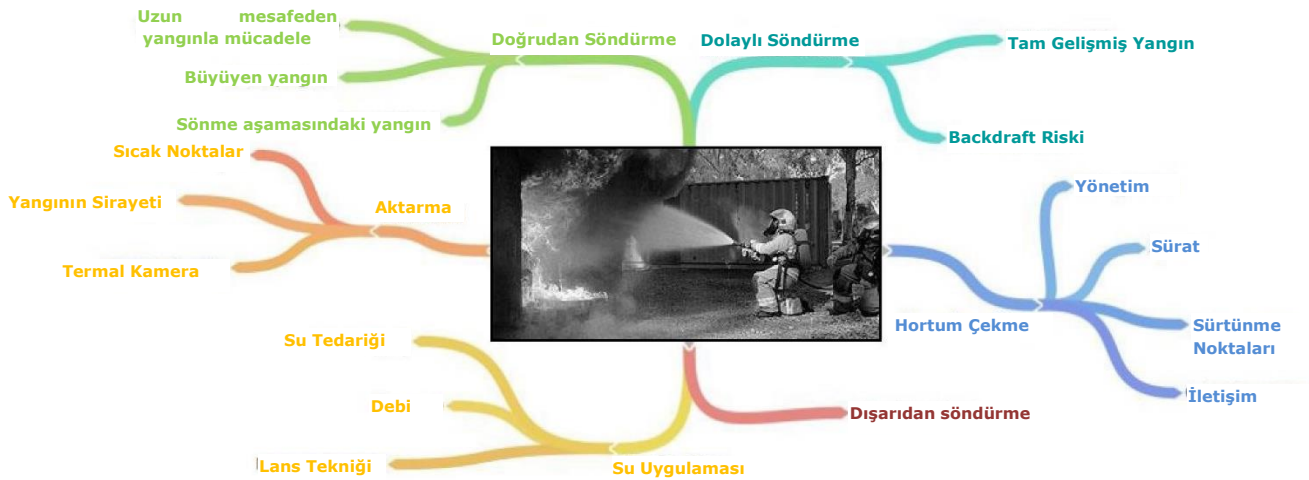 Uzun mesafeden
yangınla mücadele
Büyüyen yangın
Sönme aşamasındaki yangın
Doğrudan Söndürme
Dolaylı Söndürme
Tam Gelişmiş Yangın
Backdraft Riski
Sıcak Noktalar
Yangının Sirayeti
Termal Kamera
Aktarma
Yönetim
Sürat
Sürtünme
Noktaları
İletişim
Hortum Çekme
Su Tedariği
Debi
Lans Tekniği
Su Uygulaması
Dışarıdan söndürme